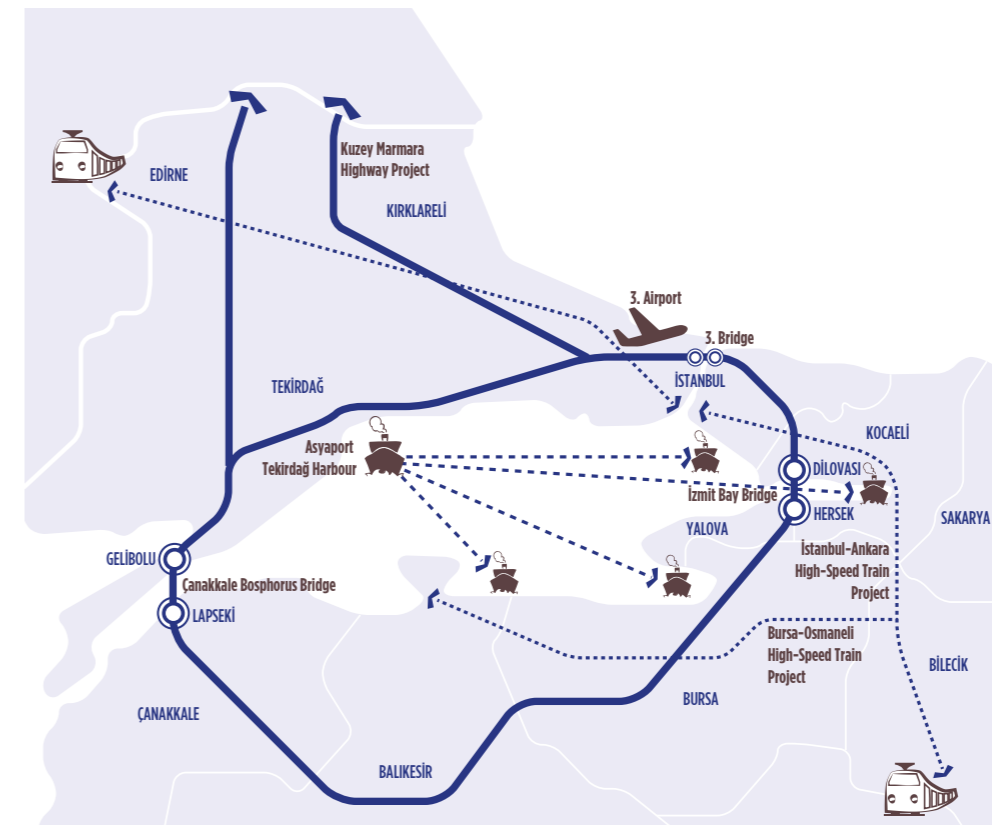 Kuzey Marmara
Highway Project
EDİRNE
KIRKLARELİ
3. Airport
3. Bridge
İSTANBUL
TEKİRDAĞ
KOCAELİ
Asyaport
Tekirdağ Harbour
DİLOVASI
İzmit Bay Bridge
HERSEK
SAKARYA
YALOVA
GELİBOLU
Çanakkale Bosphorus Bridge
LAPSEKİ
İstanbul-Ankara
High-Speed Train
Project
Bursa-Osmaneli
High-Speed Train
Project
BİLECİK
BURSA
ÇANAKKALE
BALIKESİR